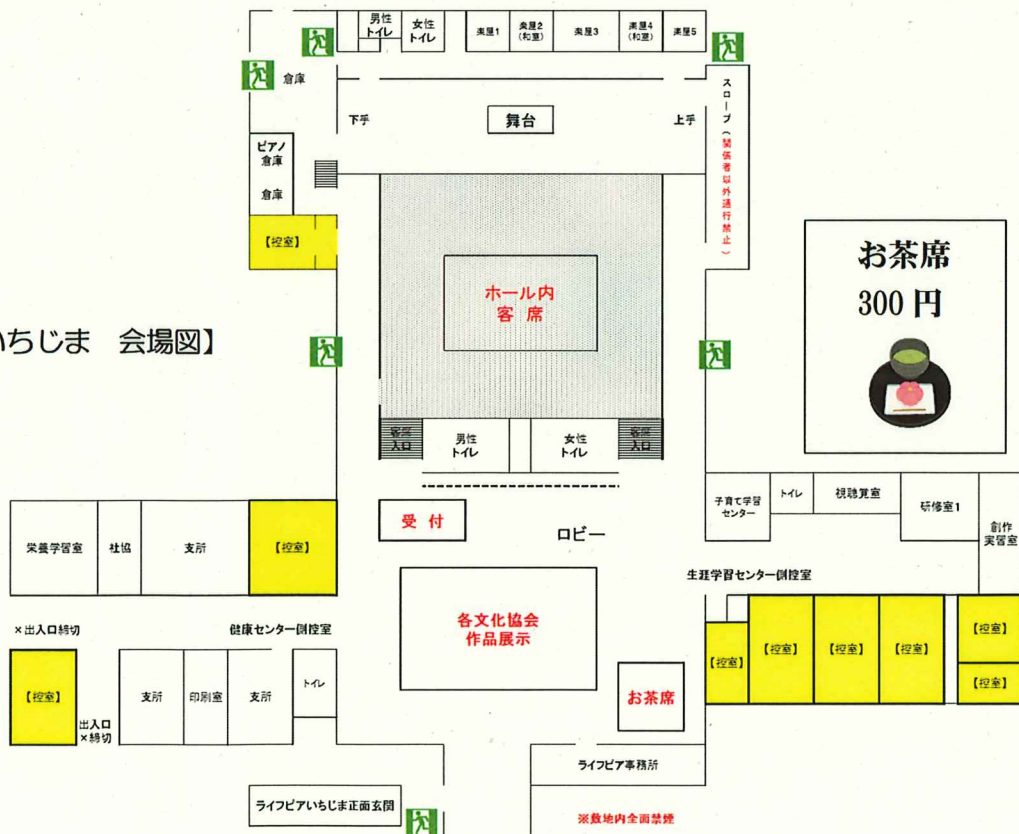 男性
トイレ
女性
トイレ
楽屋1
楽屋2
(和室)
楽屋3
楽屋4
(和室)
楽屋5
倉庫
下手
舞台
上手
スロープ(関係者以外通行禁止)
ピアノ
倉庫
倉庫
【控室】
ホール内
客 席
お茶席
300 円
いちじま 会場図】
客席
入口
男性
トイレ
女性
トイレ
客席
入口
受 付
ロビー
子育て学習
センター
トイレ
視聴覚室
研修室1
創作
実習室
栄養学習室
社協
支所
【控室】
生涯学習センター側控室
各文化協会
作品展示
×出入口締切
健康センター側控室
【控室】
【控室】
【控室】
【控室】
【控室】
【控室】
【控室】
出入口
×締切
支所
印刷室
支所
トイレ
お茶席
ライフピア事務所
ライフピアいちじま正面玄関
※敷地内全面禁煙